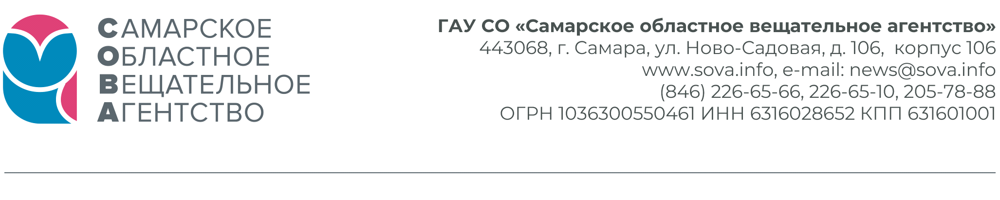 САМАРСКОЕ
ОБЛАСТНОЕ
ВЕЩАТЕЛЬНОЕ
АГЕНТСТВО
ГАУ СО «Самарское областное вещательное агентство»
443068, г. Самара, ул. Ново-Садовая, д. 106, корпус 106
www.sova.info, e-mail: news@sova.info
(846) 226-65-66, 226-65-10, 205-78-88
ОГРН 1036300550461 ИНН 6316028652 КПП 631601001